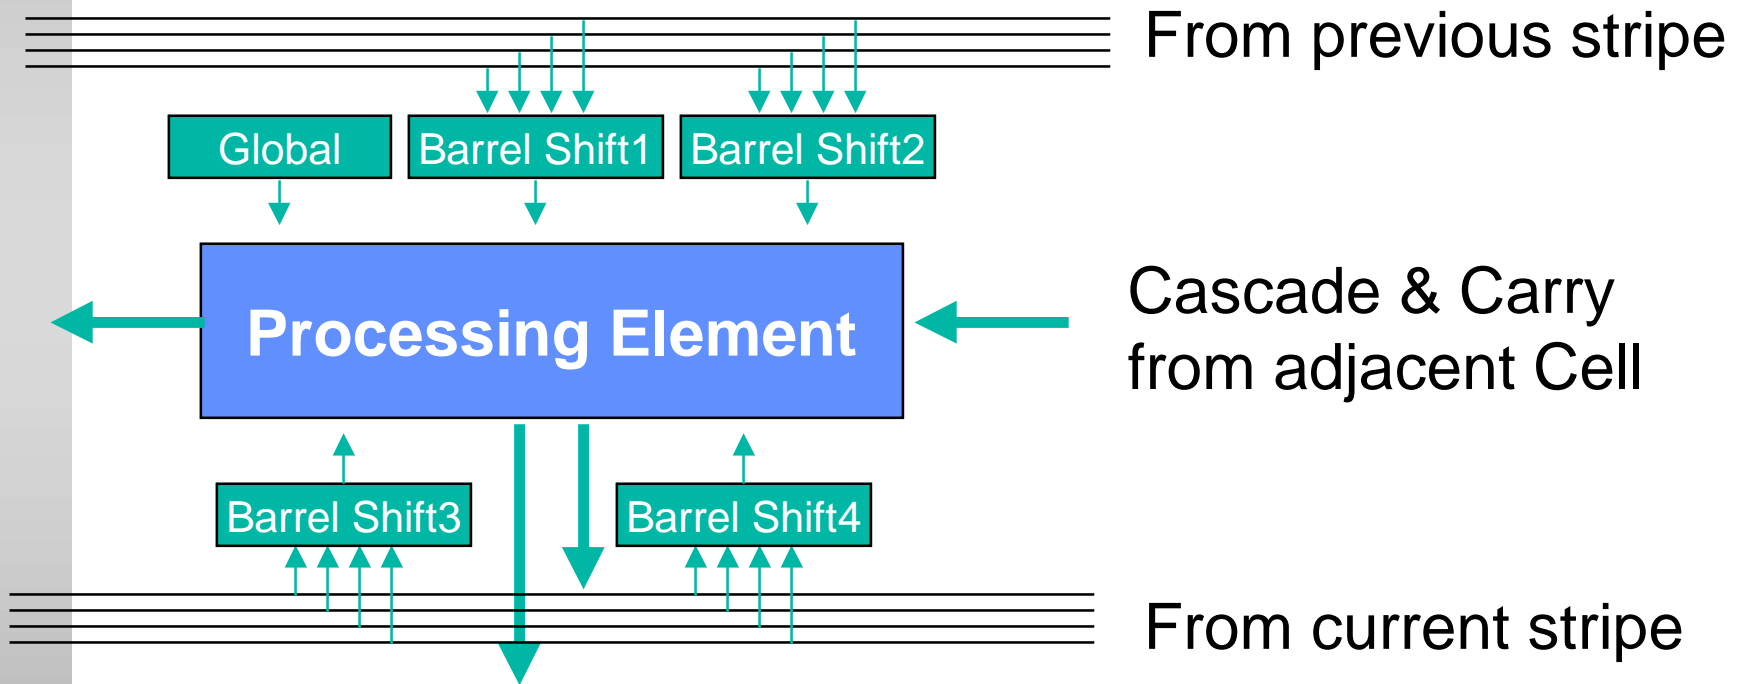 From previous stripe
Global
Barrel Shift1
Barrel Shift2
Processing Element
Cascade & Carry
from adjacent Cell
Barrel Shift3
Barrel Shift4
From current stripe